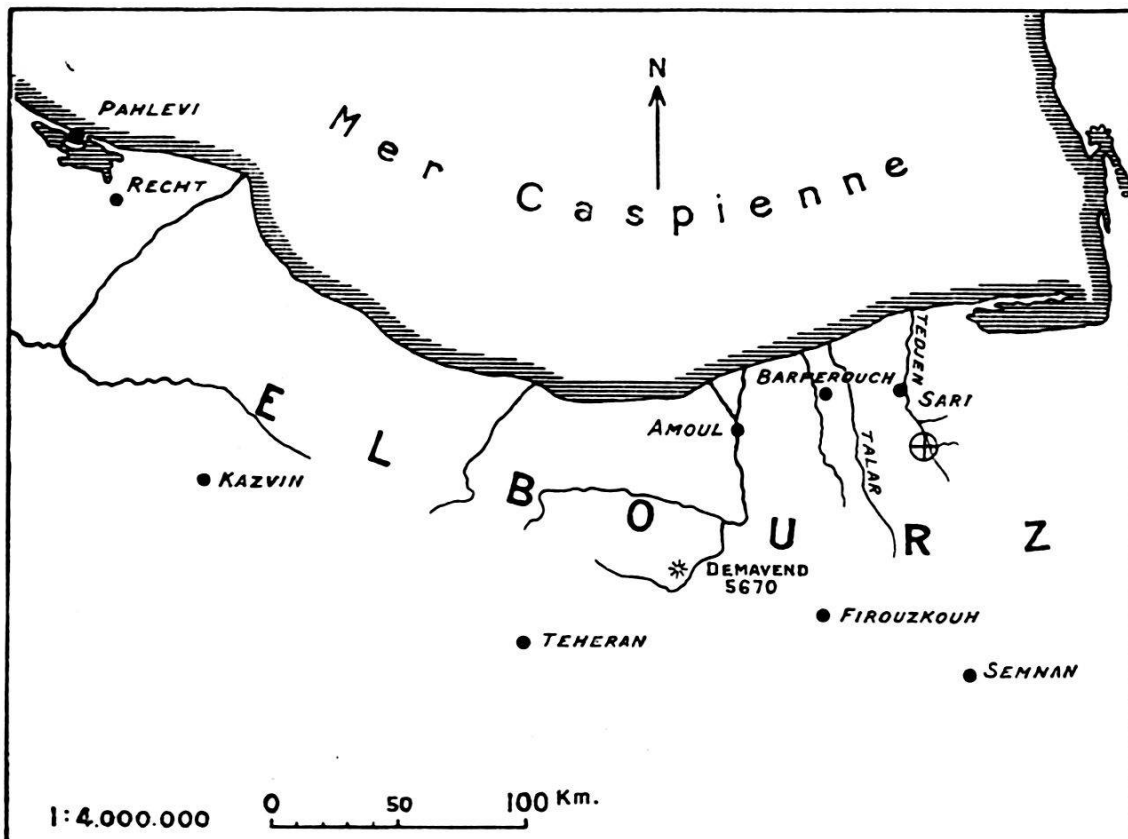 N
PAHLEVI
Mer Caspienne
RECHT
TEDJEN
BARFEROUCH
SARI
AMOUL
TALAR
KAZVIN
ELBOURZ
DEMAVEND
5670
FIROUZKOUH
TEHERAN
SEMNAN
0 50 100 Km.
1:4.000.000